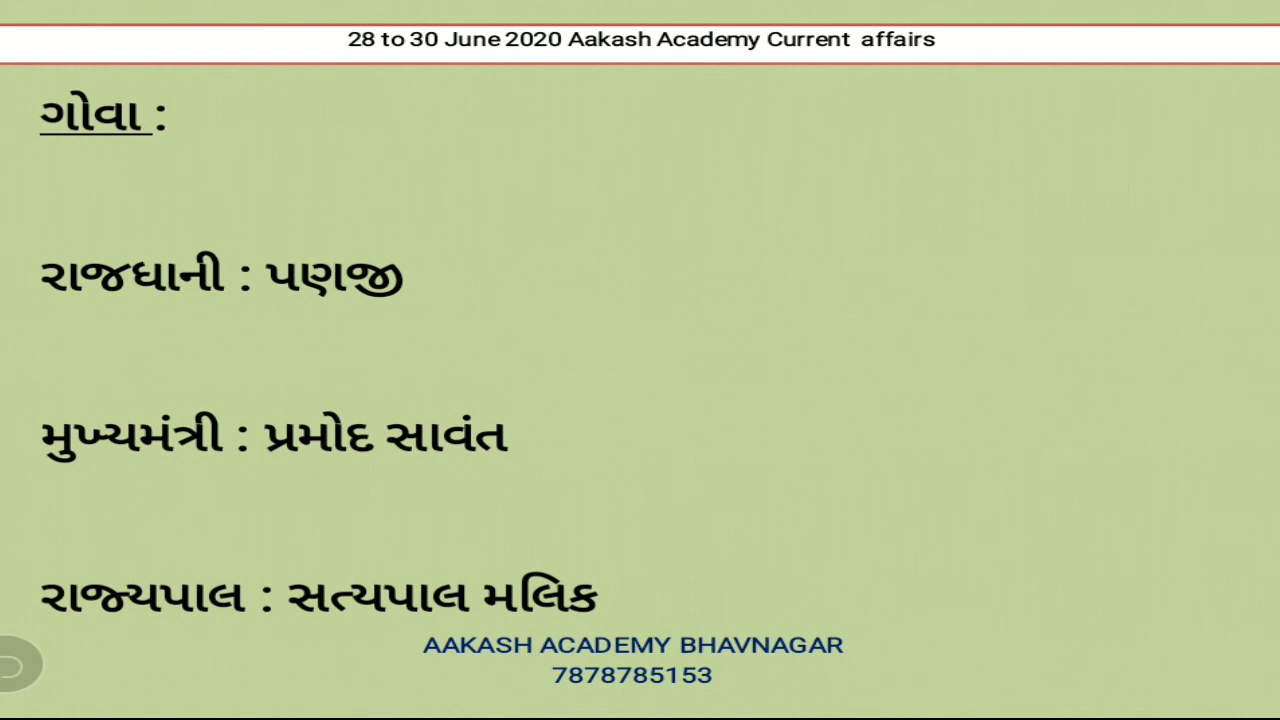 28 to 30 June 2020 Aakash Academy Current affairs
ગોવા :
રાજધાની : પણજી
મુખ્યમંત્રી : પ્રમોદ સાવંત
રાજ્યપાલ : સત્યપાલ મલિક
AAKASH ACADEMY BHAVNAGAR
7878785153